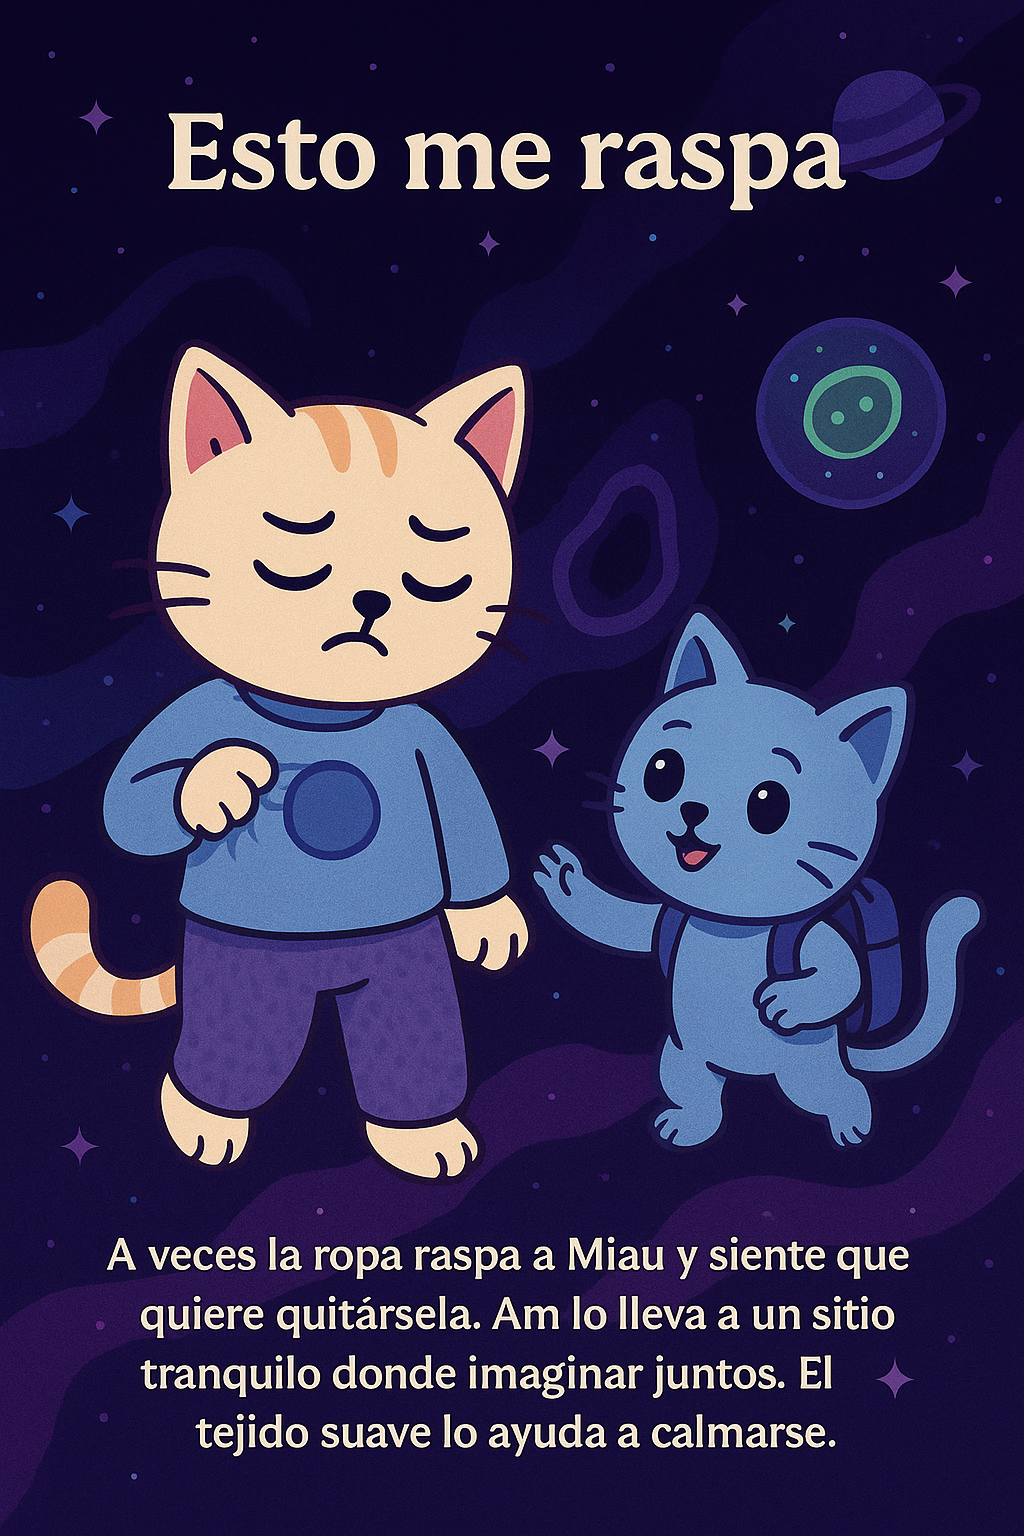 Esto me raspa
A veces la ropa raspa a Miau y siente que
quiere quitársela. Am lo lleva a un sitio
tranquilo donde imaginar juntos. El
tejido suave lo ayuda a calmarse.